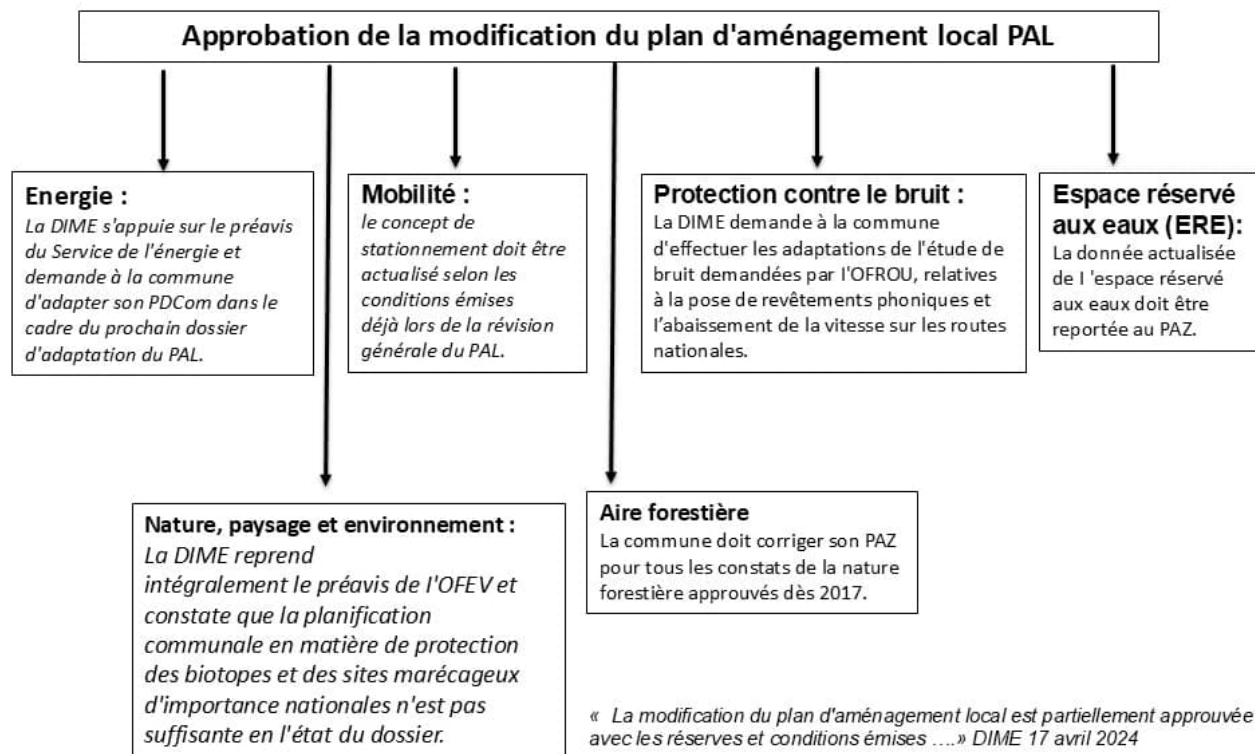 Approbation de la modification du plan d'aménagement local PAL
Energie :
La DIME s'appuie sur le préavis
du Service de l'énergie et
demande à la commune
d'adapter son PDCom dans le
cadre du prochain dossier
d'adaptation du PAL.
Mobilité :
le concept de
stationnement doit être
actualisé selon les
conditions émises
déjà lors de la révision
générale du PAL.
Protection contre le bruit :
La DIME demande à la commune
d'effectuer les adaptations de l'étude de
bruit demandées par l'OFROU, relatives
à la pose de revêtements phoniques et
l’abaissement de la vitesse sur les routes
nationales.
Espace réservé
aux eaux (ERE):
La donnée actualisée
de l 'espace réservé
aux eaux doit être
reportée au PAZ.
Nature, paysage et environnement :
La DIME reprend
intégralement le préavis de l'OFEV et
constate que la planification
communale en matière de protection
des biotopes et des sites marécageux
d'importance nationales n'est pas
suffisante en l'état du dossier.
Aire forestière
La commune doit corriger son PAZ
pour tous les constats de la nature
forestière approuvés dès 2017.
« La modification du plan d'aménagement local est partiellement approuvée
avec les réserves et conditions émises ….» DIME 17 avril 2024